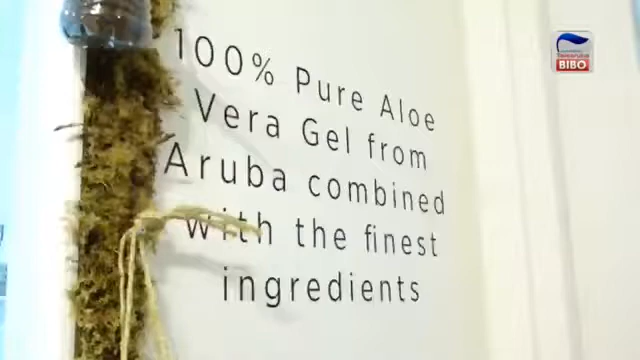 100% Pure Aloe
Vera Gel from
Aruba combined
with the finest
ingredients
BIBO